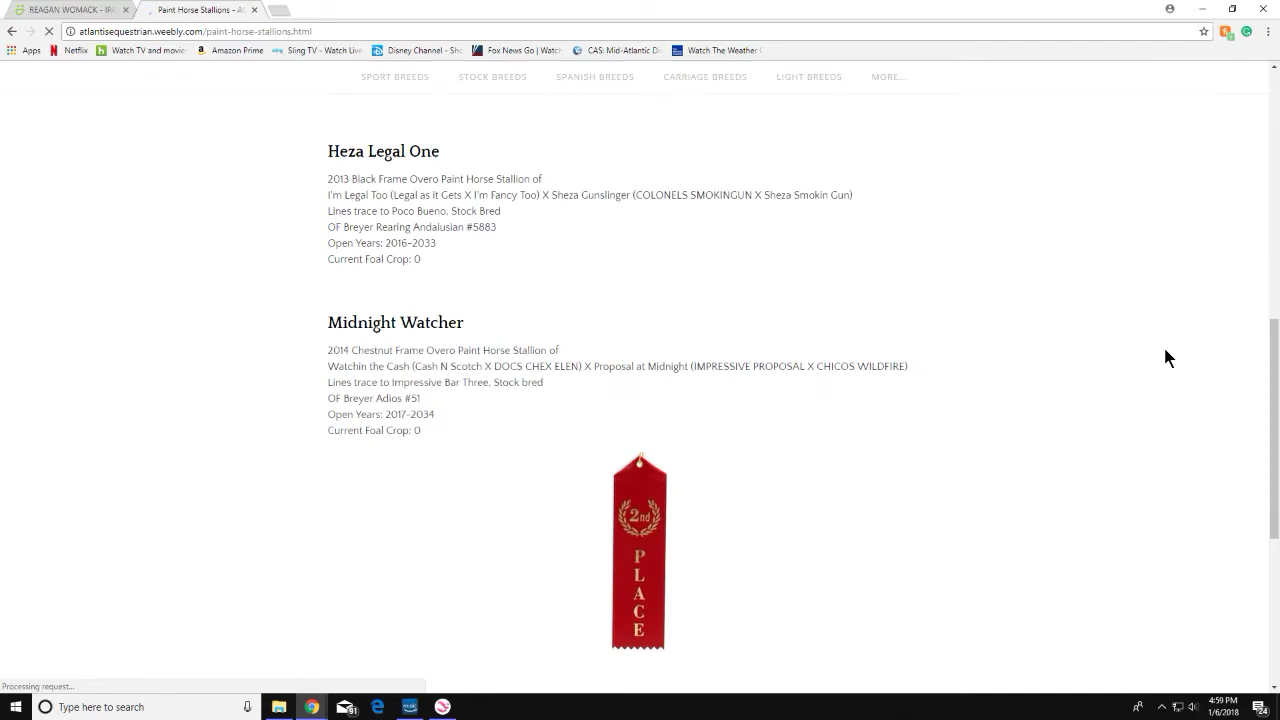 REAGAN WOMACK - IPA
Paint Horse Stallions - A
atlantisequestrian.weebly.com/paint-horse-stallions.html
Apps Netflix Watch TV and movie Amazon Prime Sling TV - Watch Live Disney Channel - Sho Fox News Go | Watch CAS: Mid-Atlantic De Watch The Weather C
SPORT BREEDS STOCK BREEDS SPANISH BREEDS CARRIAGE BREEDS LIGHT BREEDS MORE...
Heza Legal One
2013 Black Frame Overo Paint Horse Stallion of
I'm Legal Too (Legal as it Gets X I'm Fancy Too) X Sheza Gunslinger (COLONELS SMOKINGUN X Sheza Smokin Gun)
Lines trace to Poco Bueno, Stock Bred
OF Breyer Rearing Andalusian #5883
Open Years: 2016-2033
Current Foal Crop: 0
Midnight Watcher
2014 Chestnut Frame Overo Paint Horse Stallion of
Watchin the Cash (Cash N Scotch X DOCS CHEX ELEN) X Proposal at Midnight (IMPRESSIVE PROPOSAL X CHICOS WILDFIRE)
Lines trace to Impressive Bar Three, Stock bred
OF Breyer Adios #51
Open Years: 2017-2034
Current Foal Crop: 0
2nd
PLACE
Processing request...
Type here to search
91
music
4:59 PM
1/6/2018
24